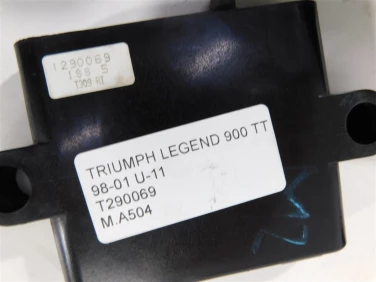 1290069
ISS 5
TRIUMPH LEGEND 900 TT
98-01 U-11
T290069
M.A504